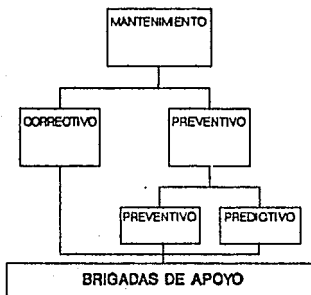 MANTENIMIENTO
CORRECTIVO
PREVENTIVO
PREVENTIVO
PREDICTIVO
BRIGADAS DE APOYO